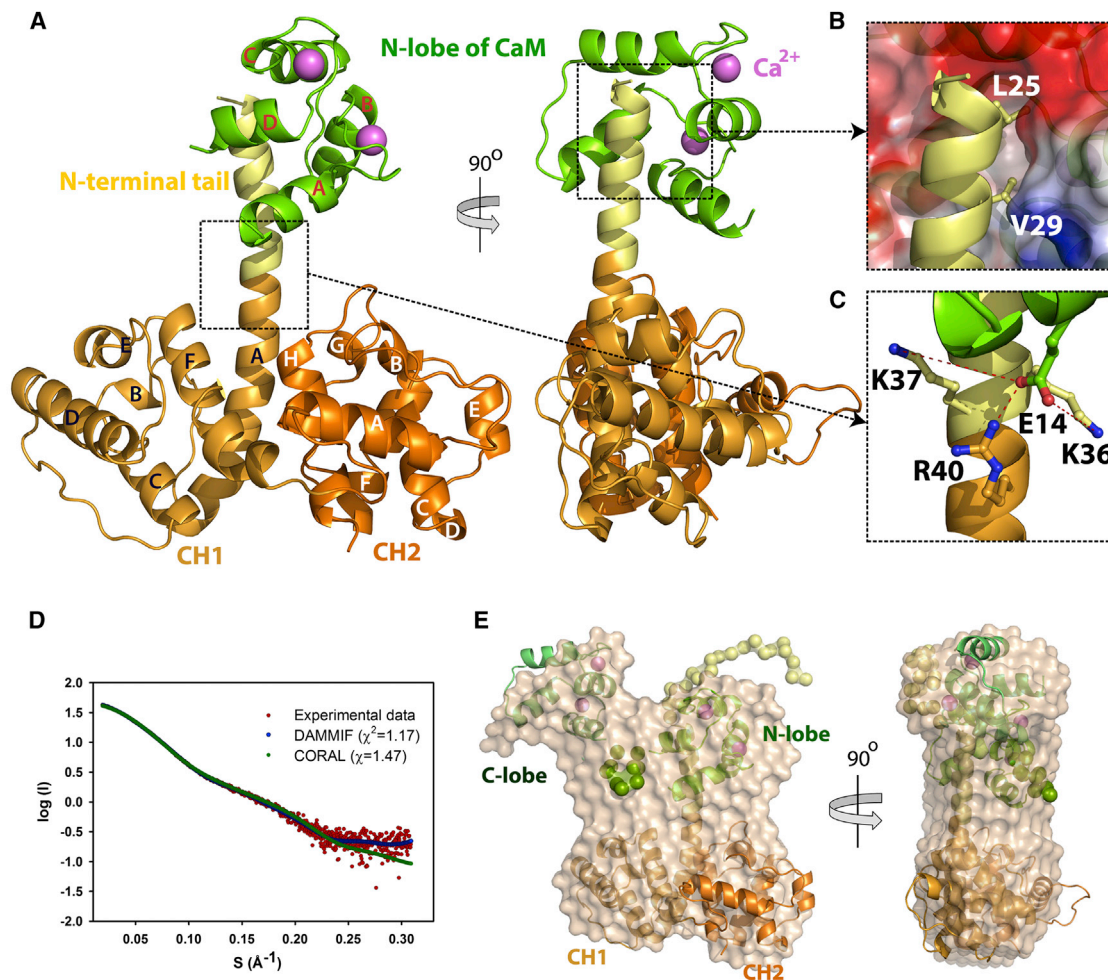 A
N-lobe of CaM
Ca2+
C
B
D
A
N-terminal tail
90O
E
F
A
B
D
C
H
G
B
E
A
F
C
D
CH1
CH2
B
L25
V29
C
K37
E14
R40
K36
D
2.0
1.5
1.0
0.5
0.0
-0.5
-1.0
-1.5
-2.0
log (I)
Experimental data
DAMMIF (χ2=1.17)
CORAL (χ=1.47)
0.05 0.10 0.15 0.20 0.25 0.30
S (Å-1)
E
C-lobe
N-lobe
90O
CH1
CH2